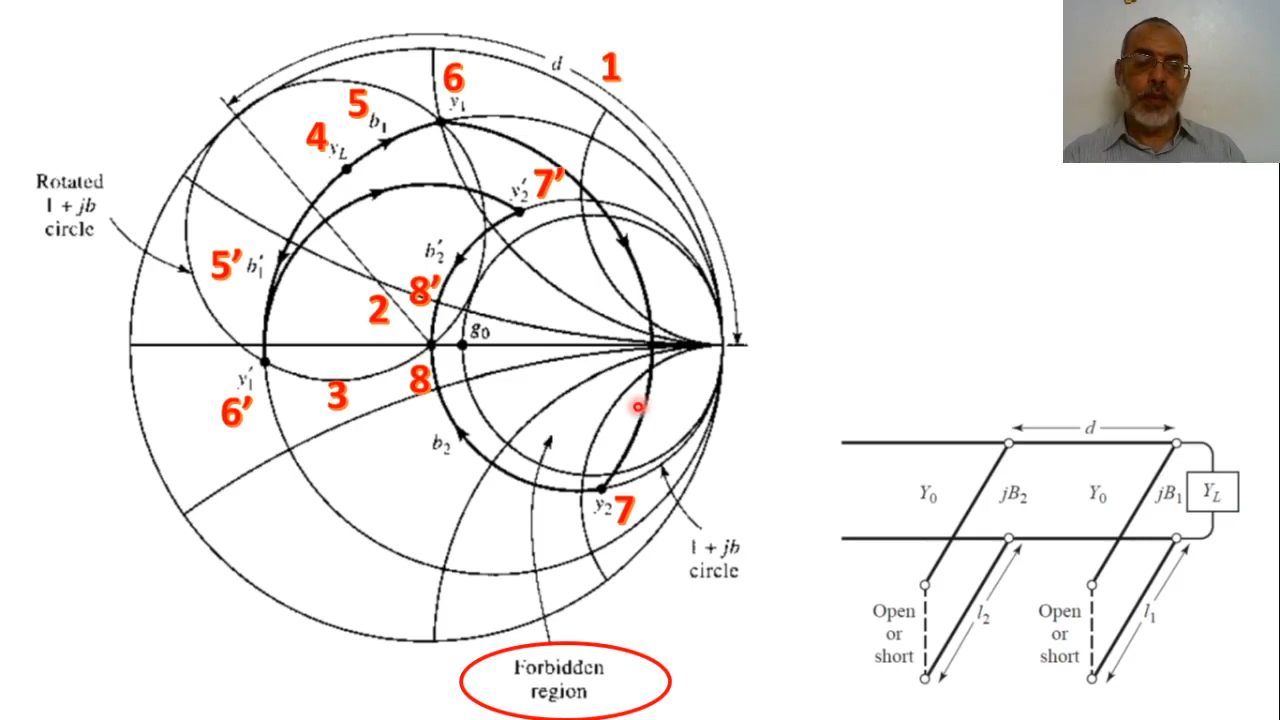 d
1
6
5
y₁
4
b₁
y_L
Rotated
1 + jb
circle
y₂′
7’
b₂′
5’
b₁′
8’
2
g₀
8
3
y₁′
6’
b₂
y₂
7
1 + jb
circle
Forbidden
region
d
Y₀
jB₂
Y₀
jB₁
Y_L
Open
or
short
l₂
Open
or
short
l₁